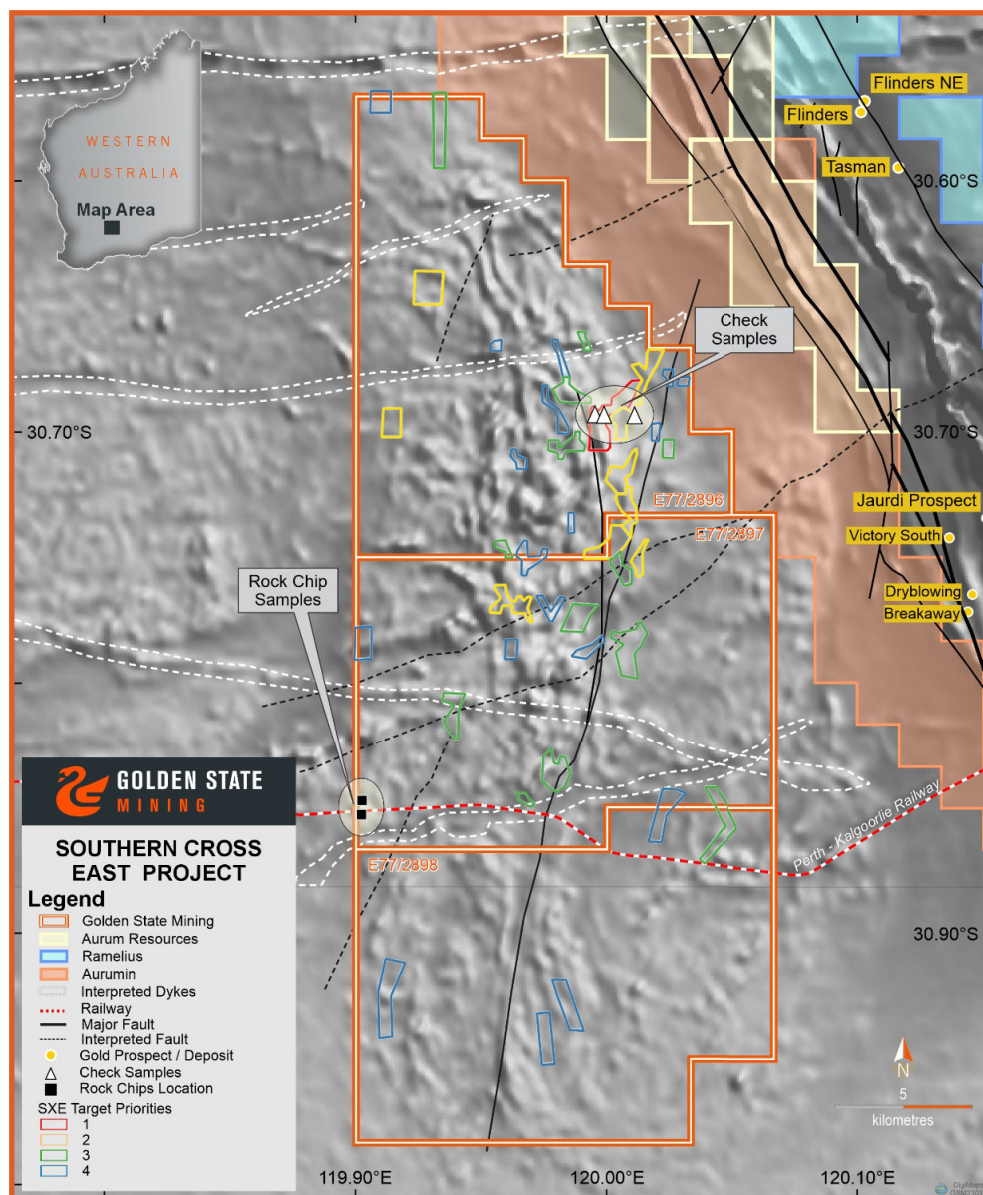 WESTERN
AUSTRALIA
Map Area
Flinders NE
Flinders
Tasman
30.60°S
Check
Samples
30.70°S
30.70°S
E77/2896
E77/2897
Jaurdi Prospect
Victory South
Dryblowing
Breakaway
Rock Chip
Samples
E77/2898
Perth - Kalgoorlie Railway
30.90°S
GOLDEN STATE
MINING
SOUTHERN CROSS
EAST PROJECT
Legend
Golden State Mining
Aurum Resources
Ramelius
Aurumin
Interpreted Dykes
Railway
Major Fault
Interpreted Fault
Gold Prospect / Deposit
Check Samples
Rock Chips Location
SXE Target Priorities
1
2
3
4
N
5
kilometres
119.90°E
120.00°E
120.10°E